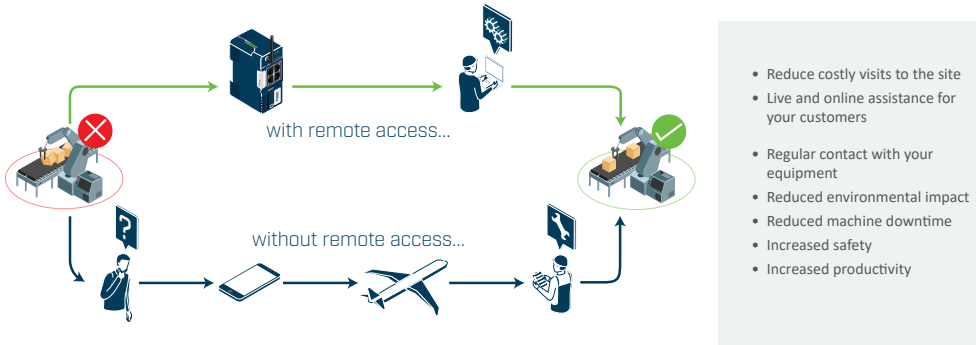 with remote access...
without remote access...
?
• Reduce costly visits to the site
• Live and online assistance for
your customers
• Regular contact with your
equipment
• Reduced environmental impact
• Reduced machine downtime
• Increased safety
• Increased productivity